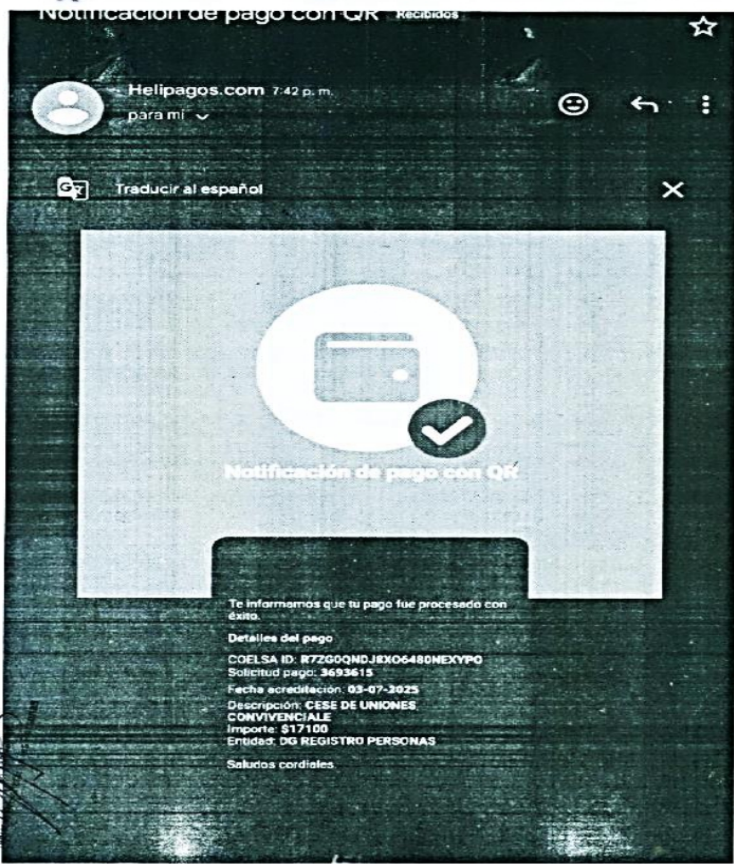 Notificación de pago con QR Recibidos
Helipagos.com 7:42 p. m.
para mí
Traducir al español
Notificación de pago con QR
Te informamos que tu pago fue procesado con
éxito.
Detalles del pago
COELSA ID: R7ZG0QNDJ8XO6480NEXYP0
Solicitud pago: 3693615
Fecha acreditación: 03-07-2025
Descripción: CESE DE UNIONES
CONVIVENCIALE
Importe: $17100
Entidad: DG REGISTRO PERSONAS
Saludos cordiales